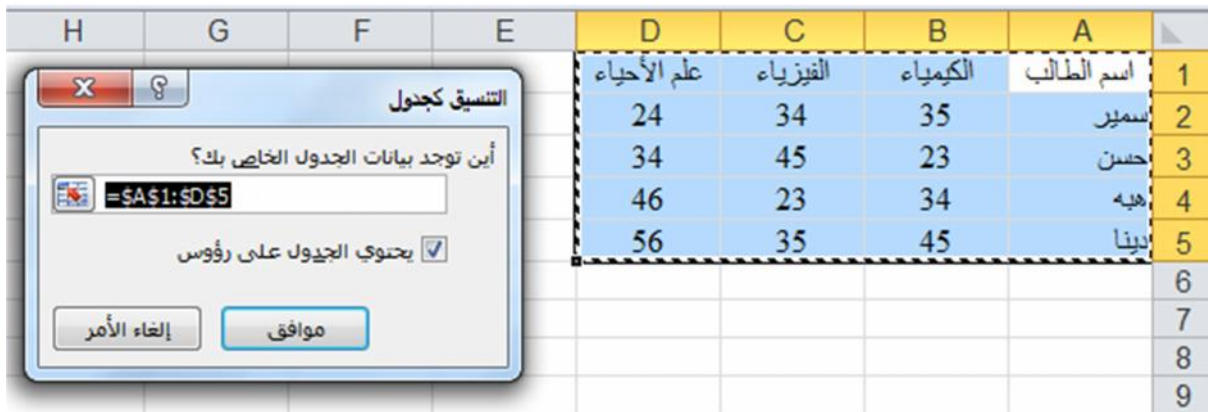 A B C D E F G H
1 اسم الطالب الكيمياء الفيزياء علم الأحياء
2 سمير 35 34 24
3 حسن 23 45 34
4 هبه 34 23 46
5 دينا 45 35 56
6
7
8
9
التنسيق كجدول
أين توجد بيانات الجدول الخاص بك؟
=$A$1:$D$5
يحتوي الجدول على رؤوس
موافق إلغاء الأمر